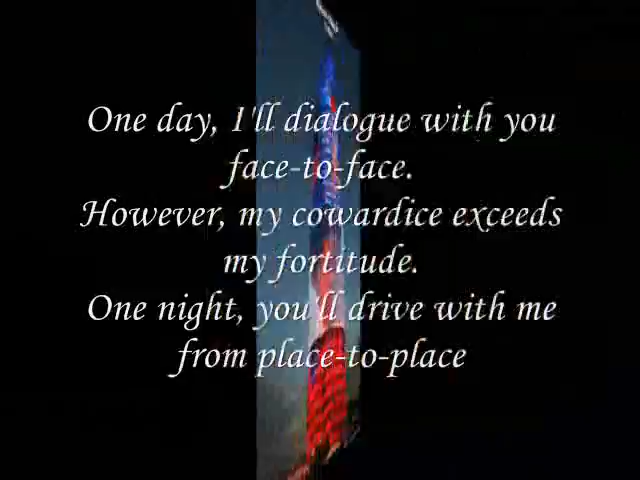 One day, I'll dialogue with you
face-to-face.
However, my cowardice exceeds
my fortitude.
One night, you'll drive with me
from place-to-place